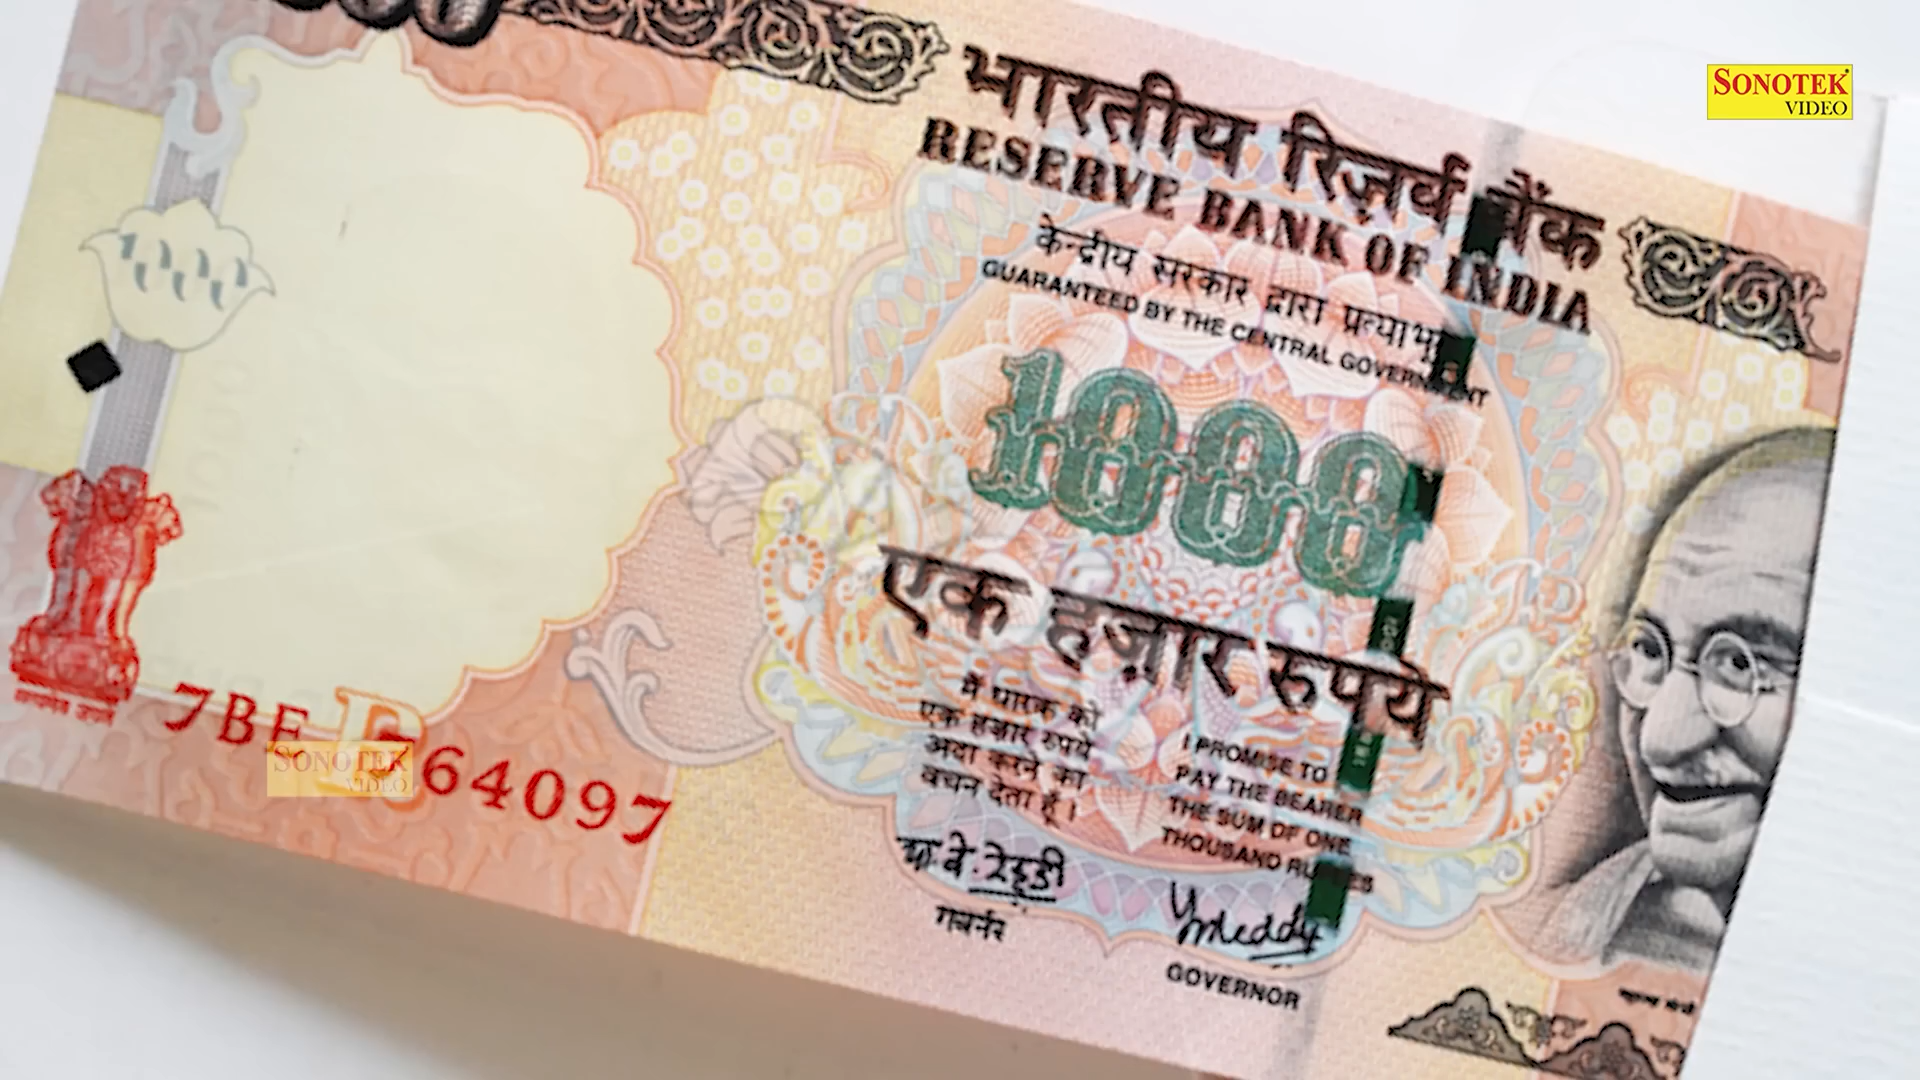 SONOTEK
VIDEO
भारतीय रिज़र्व बैंक
RESERVE BANK OF INDIA
केन्द्रीय सरकार द्वारा
GUARANTEED BY THE CENTRAL GOVERNMENT
1000
एक हज़ार रुपये
मैं धारक को
एक हज़ार रुपये
अदा करने का
वचन देता हूँ ।
I PROMISE TO
PAY THE BEARER
THE SUM OF ONE
THOUSAND RUPEES
गवर्नर
GOVERNOR
7BE 64097
SONOTEK
VIDEO